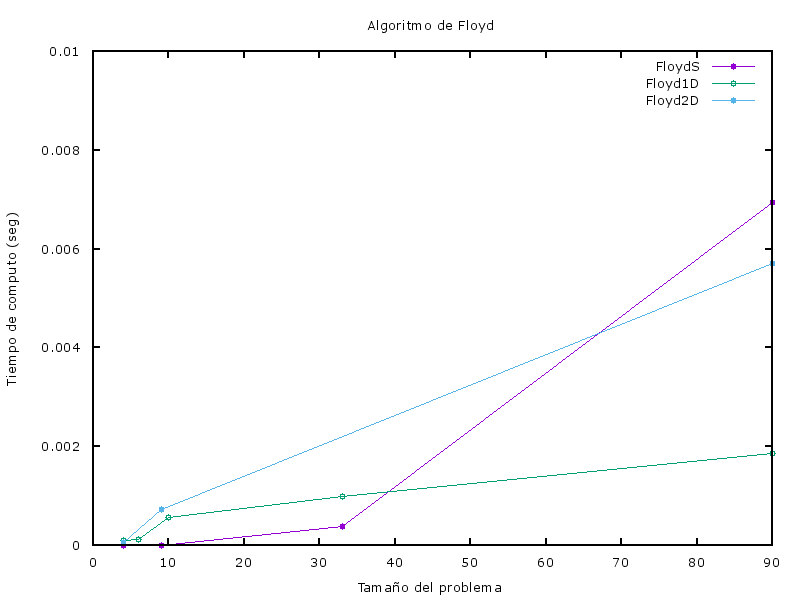 Algoritmo de Floyd
0.01
0.008
0.006
0.004
0.002
0
FloydS
Floyd1D
Floyd2D
0 10 20 30 40 50 60 70 80 90
Tiempo de computo (seg)
Tamaño del problema